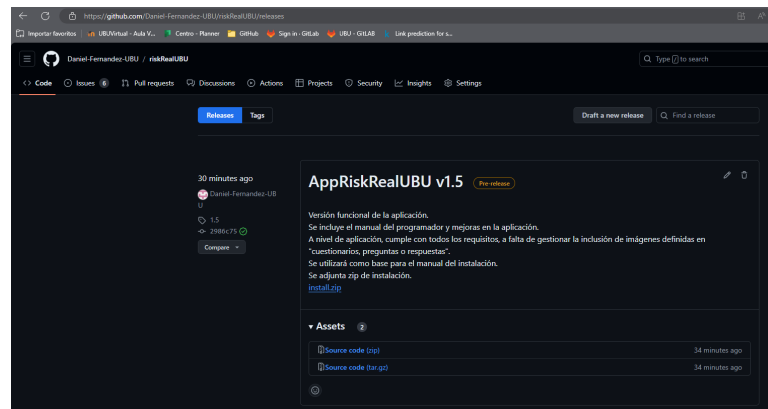 https://github.com/Daniel-Fernandez-UBU/riskRealUBU/releases
Importar favoritos UBUVirtual - Aula V... Centro - Planner GitHub Sign in · GitLab UBU - GitLAB Link prediction for s...
Daniel-Fernandez-UBU / riskRealUBU
Type / to search
Code Issues 6 Pull requests Discussions Actions Projects Security Insights Settings
Releases Tags
Draft a new release Find a release
30 minutes ago
Daniel-Fernandez-UB
U
1.5
2986c75
Compare
AppRiskRealUBU v1.5 Pre-release
Versión funcional de la aplicación.
Se incluye el manual del programador y mejoras en la aplicación.
A nivel de aplicación, cumple con todos los requisitos, a falta de gestionar la inclusión de imágenes definidas en
"cuestionarios, preguntas o respuestas".
Se utilizará como base para el manual del instalación.
Se adjunta zip de instalación.
install.zip
Assets 2
Source code (zip) 34 minutes ago
Source code (tar.gz) 34 minutes ago